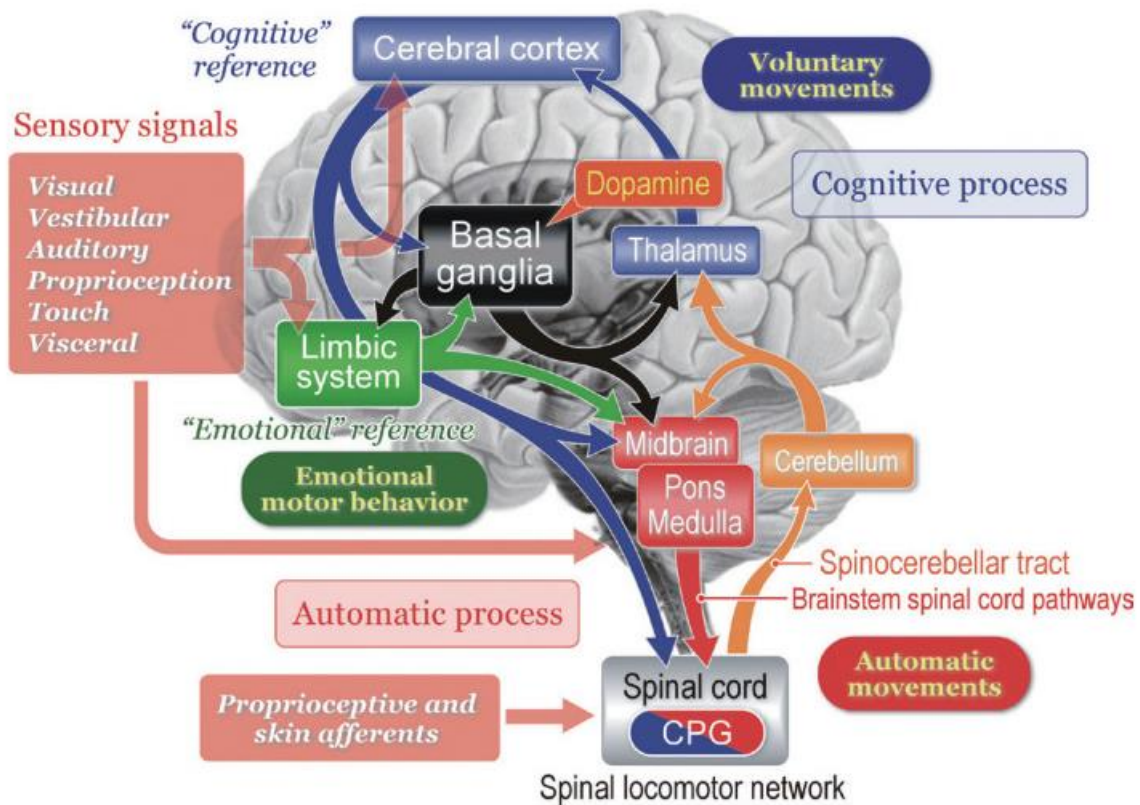 “Cognitive”
reference
Cerebral cortex
Voluntary
movements
Sensory signals
Visual
Vestibular
Auditory
Proprioception
Touch
Visceral
Dopamine
Cognitive process
Basal
ganglia
Thalamus
Limbic
system
“Emotional” reference
Emotional
motor behavior
Midbrain
Pons
Medulla
Cerebellum
Spinocerebellar tract
Brainstem spinal cord pathways
Automatic process
Automatic
movements
Proprioceptive and
skin afferents
Spinal cord
CPG
Spinal locomotor network